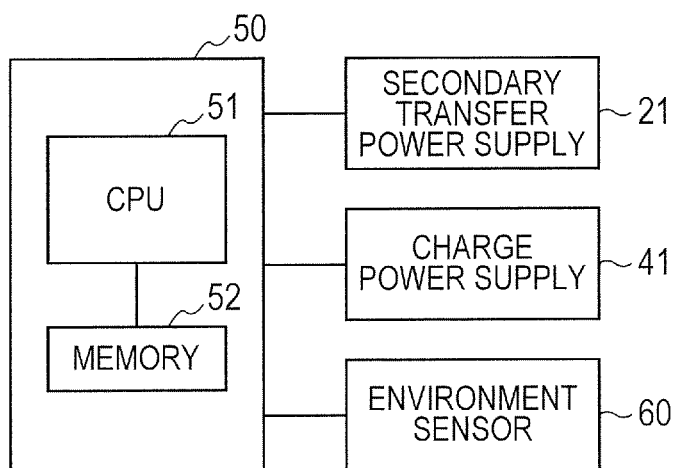 50
51
CPU
52
MEMORY
SECONDARY
TRANSFER
POWER SUPPLY
21
CHARGE
POWER SUPPLY
41
ENVIRONMENT
SENSOR
60